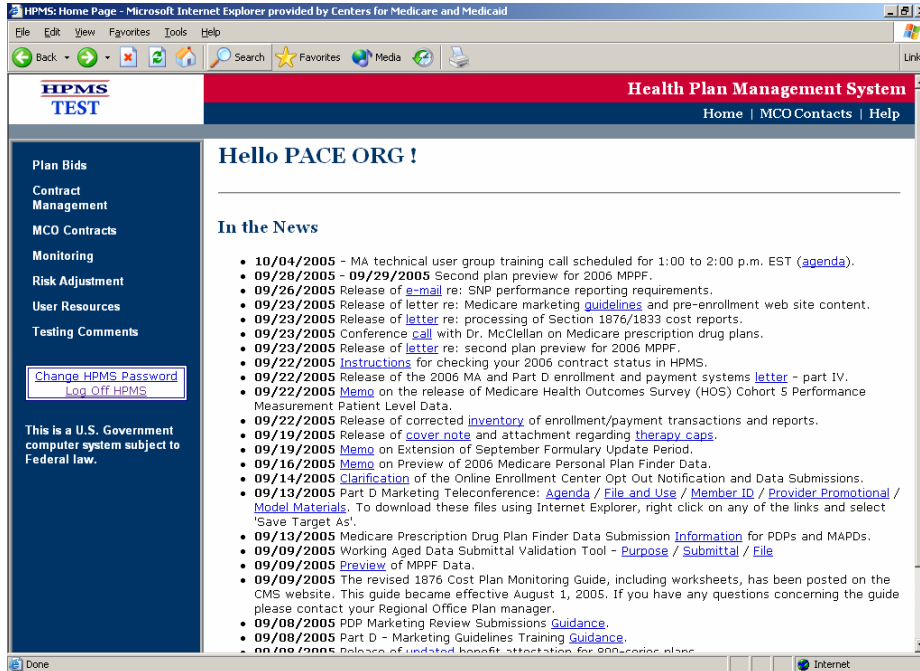 HPMS: Home Page - Microsoft Internet Explorer provided by Centers for Medicare and Medicaid
File Edit View Favorites Tools Help
Back Search Favorites Media
Link
HPMS
TEST
Health Plan Management System
Home | MCO Contacts | Help
Plan Bids
Contract
Management
MCO Contracts
Monitoring
Risk Adjustment
User Resources
Testing Comments
Change HPMS Password
Log Off HPMS
This is a U.S. Government
computer system subject to
Federal law.
Hello PACE ORG !
In the News
• 10/04/2005 - MA technical user group training call scheduled for 1:00 to 2:00 p.m. EST (agenda).
• 09/28/2005 - 09/29/2005 Second plan preview for 2006 MPPF.
• 09/26/2005 Release of e-mail re: SNP performance reporting requirements.
• 09/23/2005 Release of letter re: Medicare marketing guidelines and pre-enrollment web site content.
• 09/23/2005 Release of letter re: processing of Section 1876/1833 cost reports.
• 09/23/2005 Conference call with Dr. McClellan on Medicare prescription drug plans.
• 09/23/2005 Release of letter re: second plan preview for 2006 MPPF.
• 09/22/2005 Instructions for checking your 2006 contract status in HPMS.
• 09/22/2005 Release of the 2006 MA and Part D enrollment and payment systems letter - part IV.
• 09/22/2005 Memo on the release of Medicare Health Outcomes Survey (HOS) Cohort 5 Performance
Measurement Patient Level Data.
• 09/22/2005 Release of corrected inventory of enrollment/payment transactions and reports.
• 09/19/2005 Release of cover note and attachment regarding therapy caps.
• 09/19/2005 Memo on Extension of September Formulary Update Period.
• 09/16/2005 Memo on Preview of 2006 Medicare Personal Plan Finder Data.
• 09/14/2005 Clarification of the Online Enrollment Center Opt Out Notification and Data Submissions.
• 09/13/2005 Part D Marketing Teleconference: Agenda / File and Use / Member ID / Provider Promotional /
Model Materials. To download these files using Internet Explorer, right click on any of the links and select
'Save Target As'.
• 09/13/2005 Medicare Prescription Drug Plan Finder Data Submission Information for PDPs and MAPDs.
• 09/09/2005 Working Aged Data Submittal Validation Tool - Purpose / Submittal / File
• 09/09/2005 Preview of MPPF Data.
• 09/09/2005 The revised 1876 Cost Plan Monitoring Guide, including worksheets, has been posted on the
CMS website. This guide became effective August 1, 2005. If you have any questions concerning the guide
please contact your Regional Office Plan manager.
• 09/08/2005 PDP Marketing Review Submissions Guidance.
• 09/08/2005 Part D - Marketing Guidelines Training Guidance.
• 09/08/2005 Release of updated benefit attestation for 800-series plans
Done
Internet